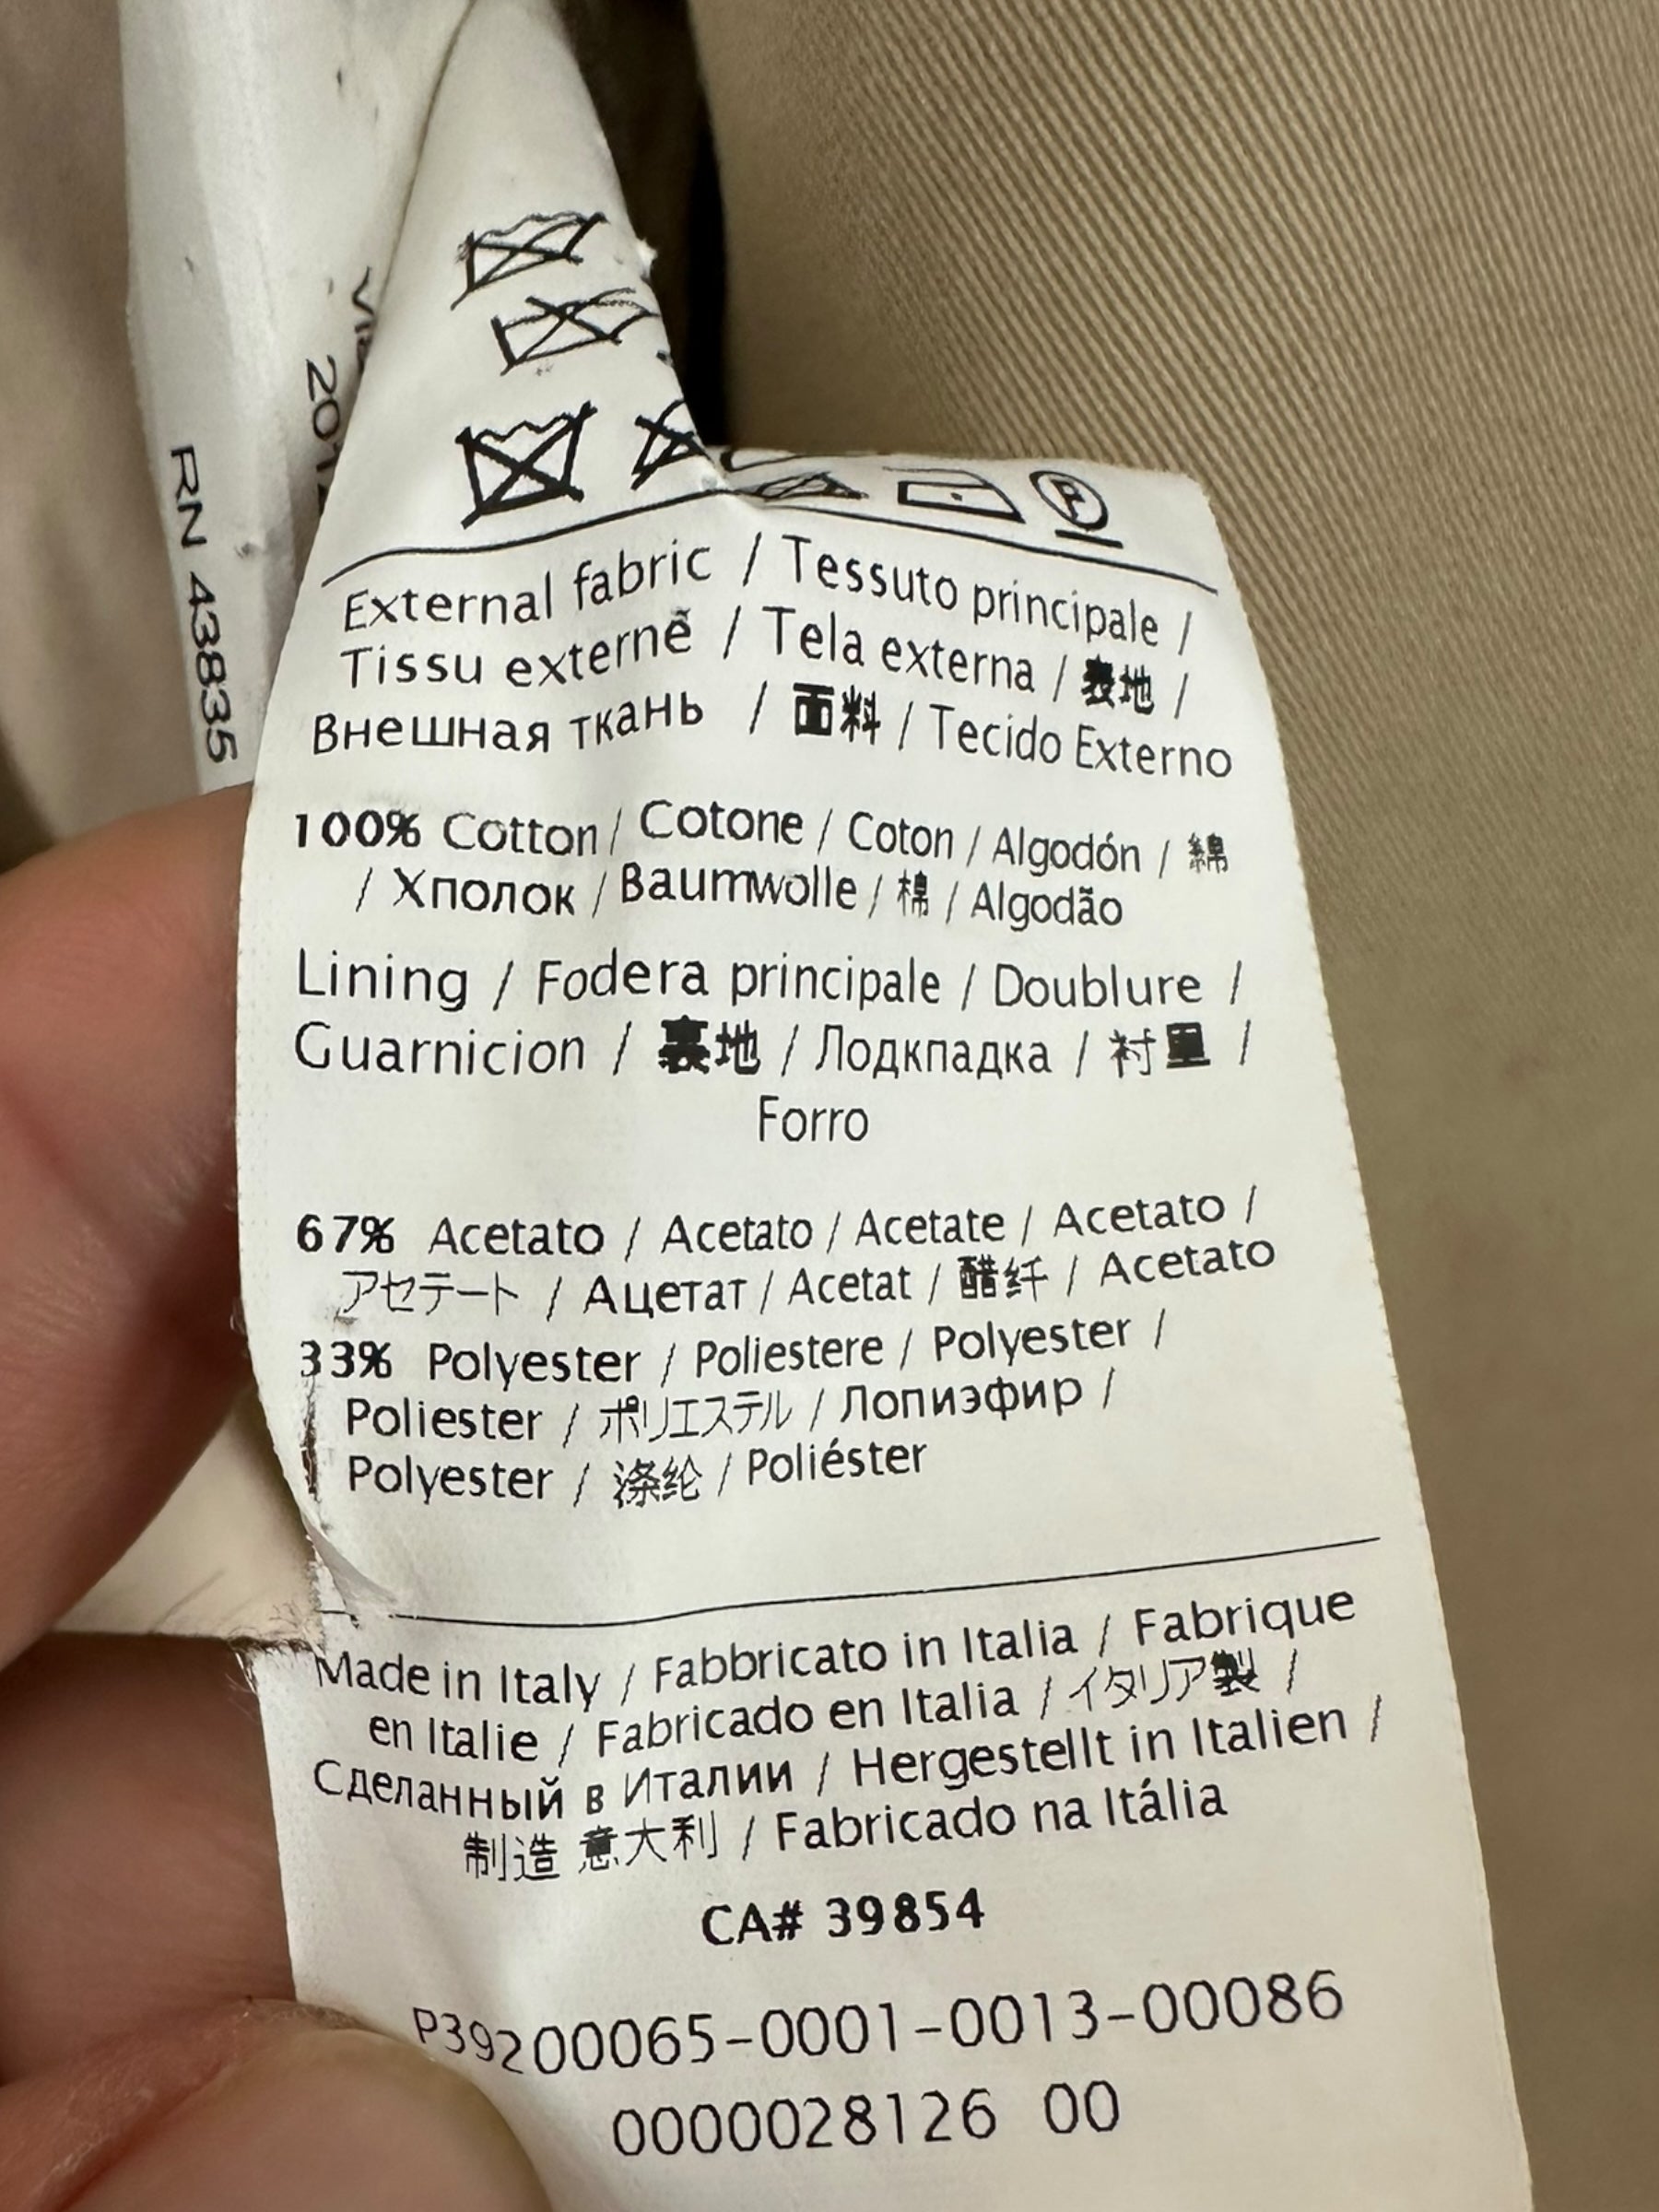 RN 43835
External fabric / Tessuto principale /
Tissu externe / Tela externa / 表地 /
Внешная ткань / 面料 / Tecido Externo
100% Cotton / Cotone / Coton / Algodón / 綿
/ Хполок / Baumwolle / 棉 / Algodão
Lining / Fodera principale / Doublure /
Guarnicion / 裏地 / Лодкпадка / 衬里 /
Forro
67% Acetato / Acetato / Acetate / Acetato /
アセテート / Ацетат / Acetat / 醋纤 / Acetato
33% Polyester / Poliestere / Polyester /
Poliester / ポリエステル / Лопиэфир /
Polyester / 涤纶 / Poliéster
Made in Italy / Fabbricato in Italia / Fabrique
en Italie / Fabricado en Italia / イタリア製 /
Сделанный в Италии / Hergestellt in Italien /
制造 意大利 / Fabricado na Itália
CA# 39854
P39200065-0001-0013-00086
0000028126 00